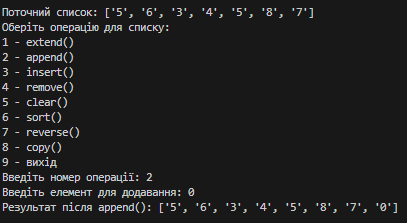 Поточний список: ['5', '6', '3', '4', '5', '8', '7']
Оберіть операцію для списку:
1 - extend()
2 - append()
3 - insert()
4 - remove()
5 - clear()
6 - sort()
7 - reverse()
8 - copy()
9 - вихід
Введіть номер операції: 2
Введіть елемент для додавання: 0
Результат після append(): ['5', '6', '3', '4', '5', '8', '7', '0']